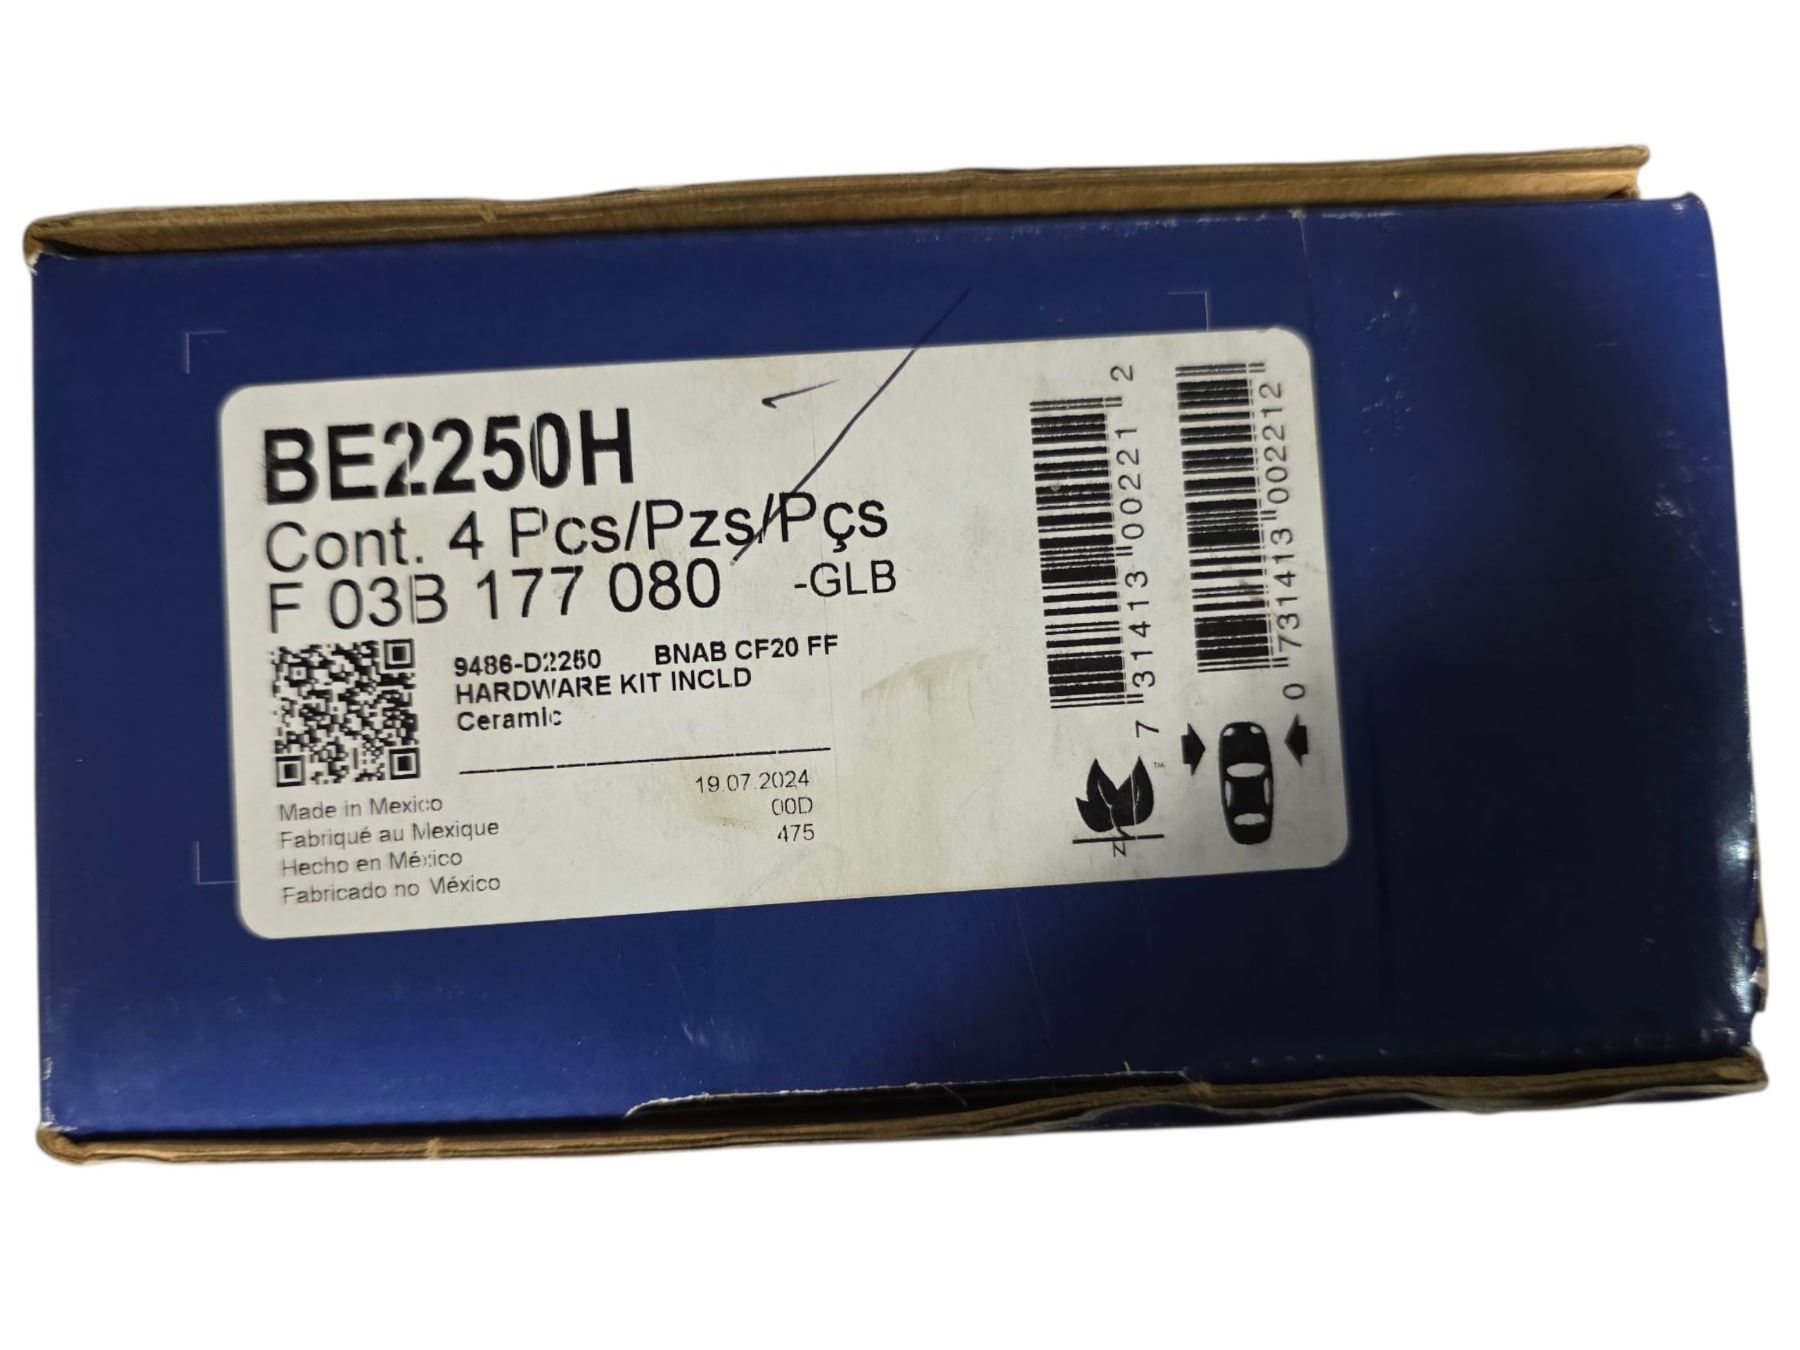 BE2250H
Cont. 4 Pcs/Pzs/Pçs
F 03B 177 080 -GLB
9486-D2250 BNAB CF20 FF
HARDWARE KIT INCLD
Ceramic
19.07.2024
00D
475
Made in Mexico
Fabriqué au Mexique
Hecho en México
Fabricado no México
7 31413 00221 2
0 731413 002212
N
TM